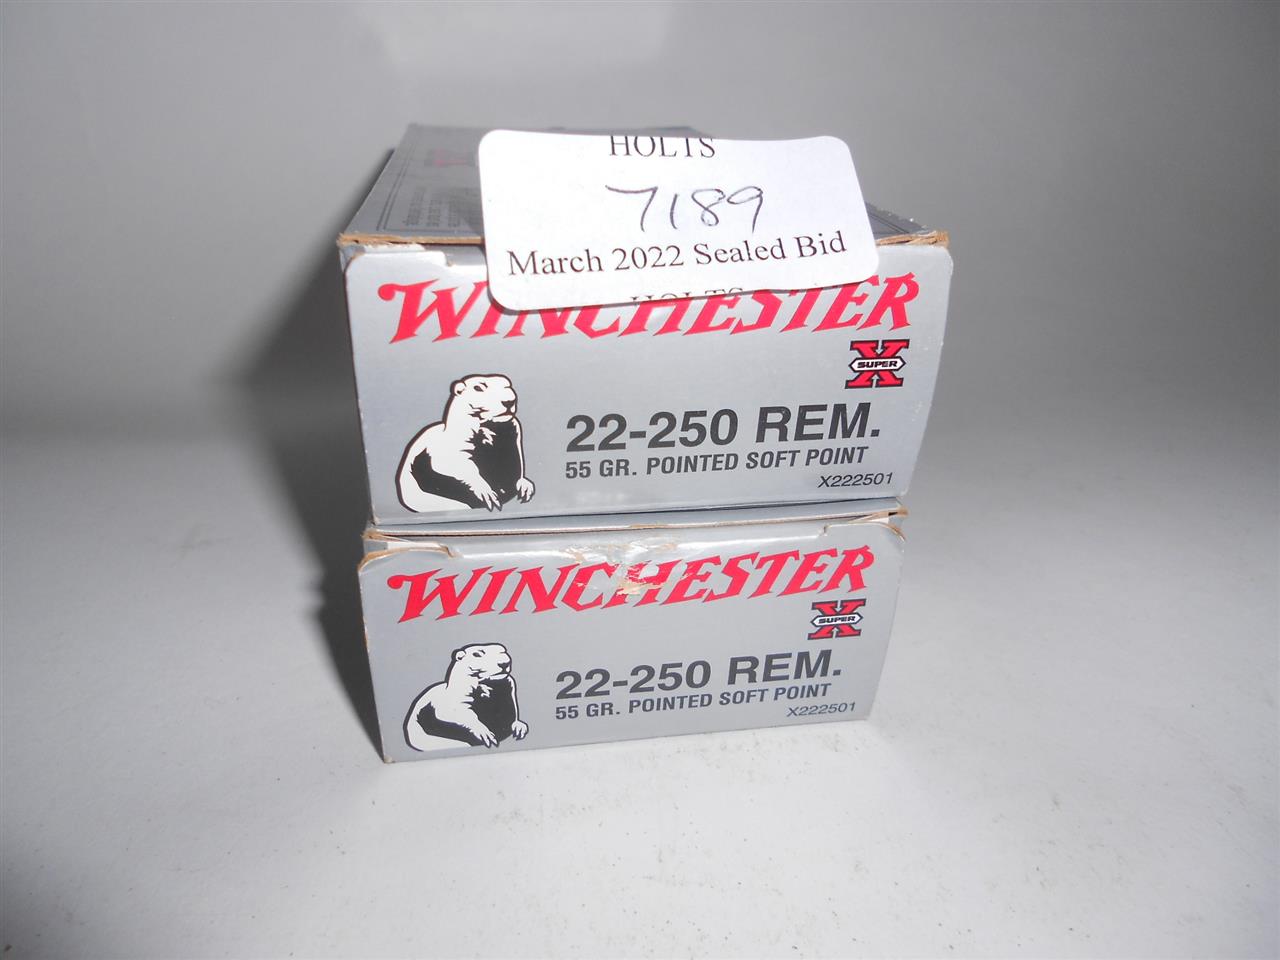 HOLTS
7189
March 2022 Sealed Bid
HOLTS
WINCHESTER
SUPER X
22-250 REM.
55 GR. POINTED SOFT POINT
X222501
WINCHESTER
SUPER X
22-250 REM.
55 GR. POINTED SOFT POINT
X222501